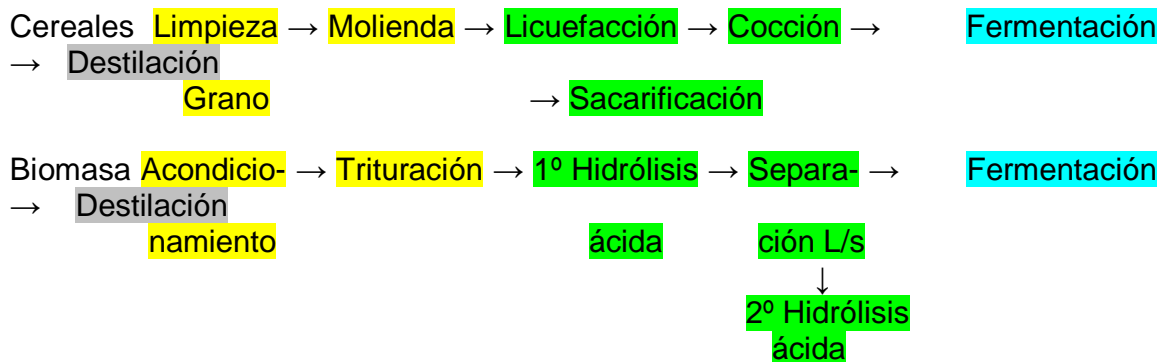 Cereales Limpieza → Molienda → Licuefacción → Cocción → Fermentación
→ Destilación
Grano → Sacarificación
Biomasa Acondicio- → Trituración → 1º Hidrólisis → Separa- → Fermentación
→ Destilación
namiento ácida ción L/s
↓
2º Hidrólisis
ácida